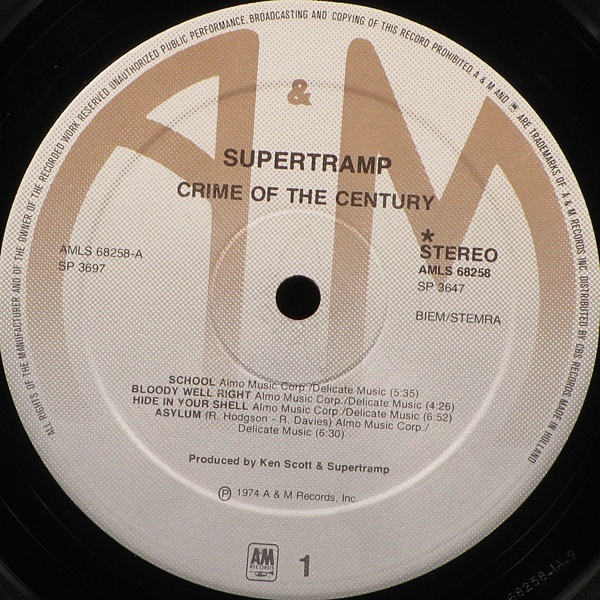 ALL RIGHTS OF THE MANUFACTURER AND OF THE OWNER OF THE RECORDED WORK RESERVED. UNAUTHORIZED PUBLIC PERFORMANCE, BROADCASTING AND COPYING OF THIS RECORD PROHIBITED. A & M AND ARE TRADEMARKS OF A & M RECORDS INC. DISTRIBUTED BY CBS RECORDS MADE IN HOLLAND
A & M
SUPERTRAMP
CRIME OF THE CENTURY
AMLS 68258-A
SP 3697
*
STEREO
AMLS 68258
SP 3647
BIEM/STEMRA
SCHOOL Almo Music Corp./Delicate Music (5:35)
BLOODY WELL RIGHT Almo Music Corp./Delicate Music (4:26)
HIDE IN YOUR SHELL Almo Music Corp./Delicate Music (6:52)
ASYLUM (R. Hodgson - R. Davies) Almo Music Corp./
Delicate Music (6:30)
Produced by Ken Scott & Supertramp
Ⓟ 1974 A & M Records, Inc.
AM
RECORDS
1